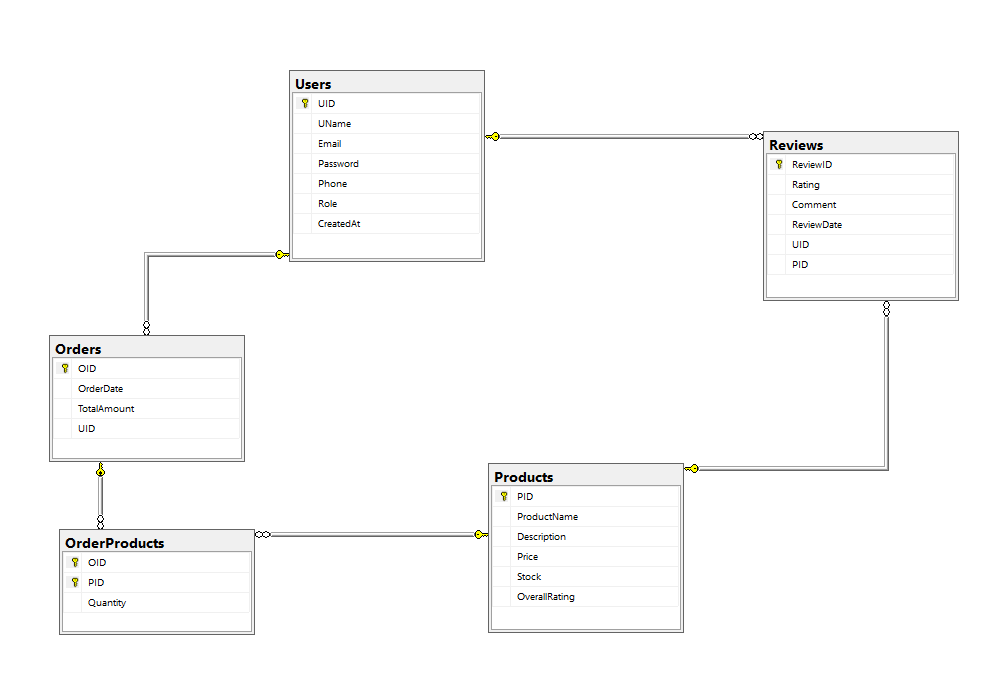 Users
UID
UName
Email
Password
Phone
Role
CreatedAt
Reviews
ReviewID
Rating
Comment
ReviewDate
UID
PID
Orders
OID
OrderDate
TotalAmount
UID
Products
PID
ProductName
Description
Price
Stock
OverallRating
OrderProducts
OID
PID
Quantity